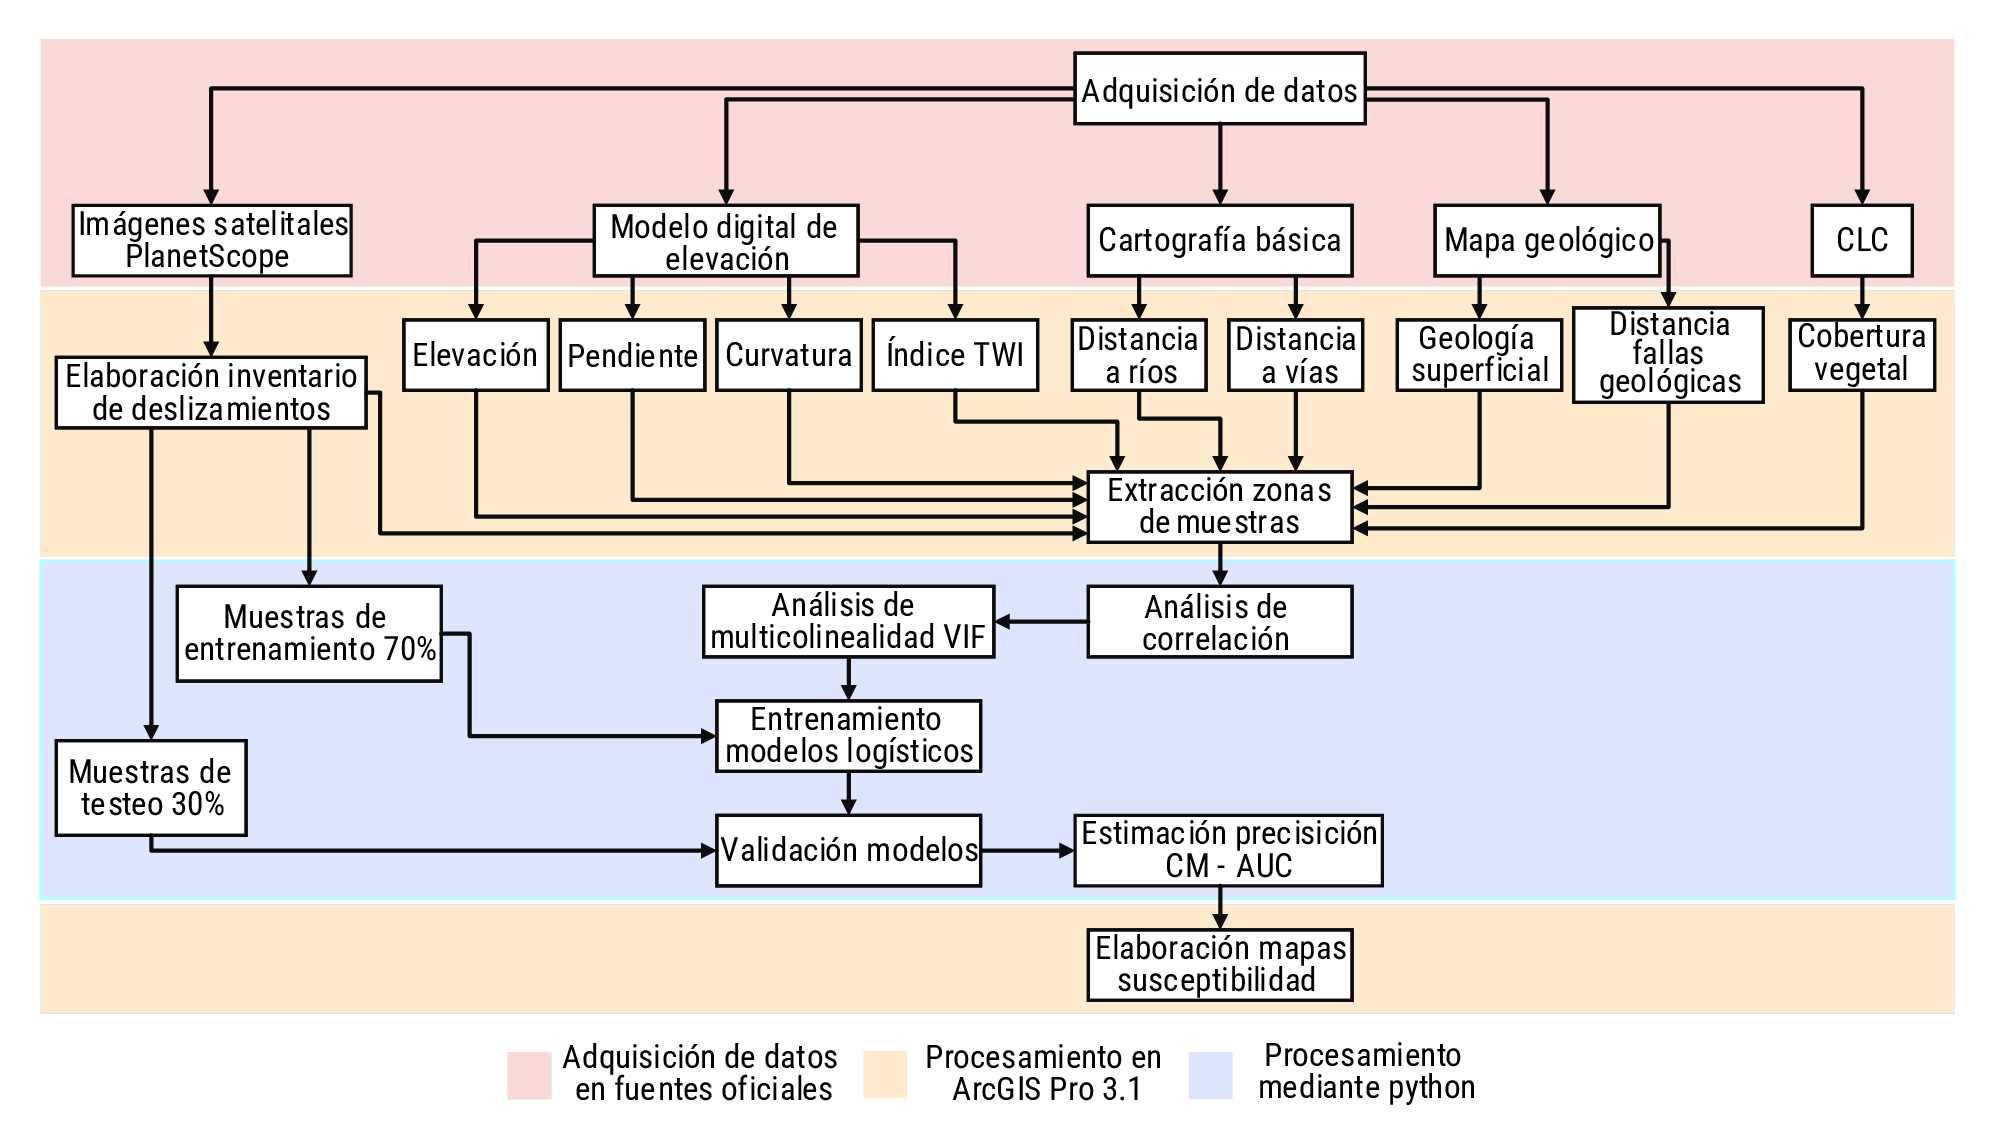 Adquisición de datos
Imágenes satelitales
PlanetScope
Modelo digital de
elevación
Cartografía básica
Mapa geológico
CLC
Elaboración inventario
de deslizamientos
Elevación
Pendiente
Curvatura
Índice TWI
Distancia
a ríos
Distancia
a vías
Geología
superficial
Distancia
fallas
geológicas
Cobertura
vegetal
Extracción zonas
de muestras
Muestras de
entrenamiento 70%
Análisis de
multicolinealidad VIF
Análisis de
correlación
Entrenamiento
modelos logísticos
Muestras de
testeo 30%
Validación modelos
Estimación precisición
CM - AUC
Elaboración mapas
susceptibilidad
Adquisición de datos
en fuentes oficiales
Procesamiento en
ArcGIS Pro 3.1
Procesamiento
mediante python